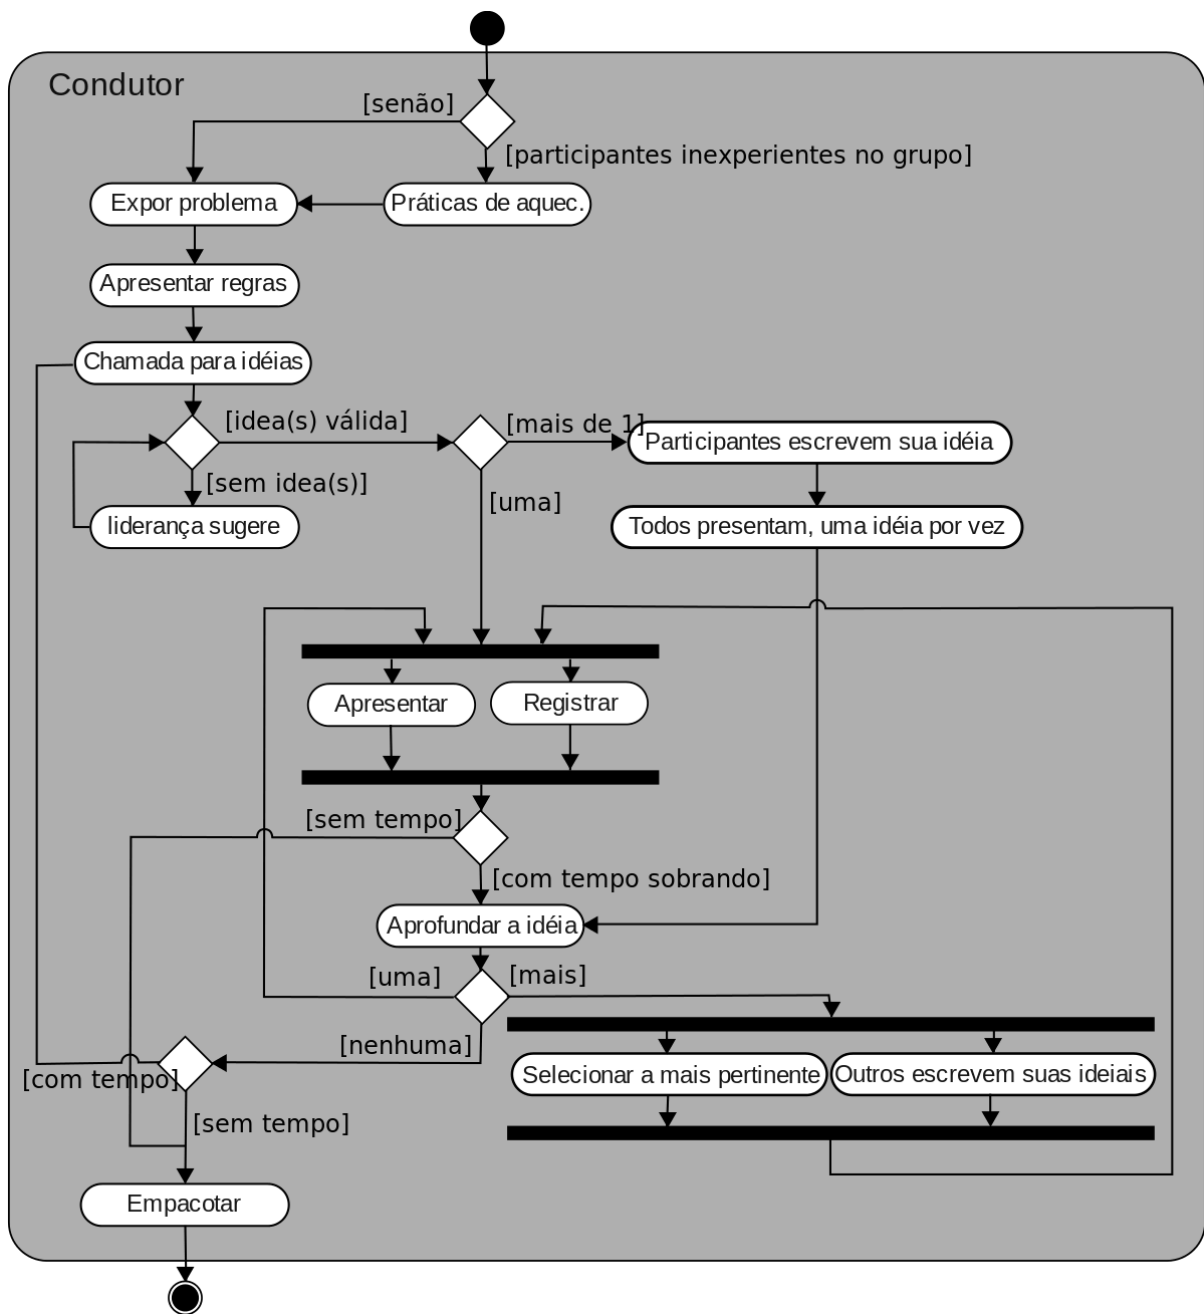 Condutor
[senão]
[participantes inexperientes no grupo]
Expor problema
Práticas de aquec.
Apresentar regras
Chamada para idéias
[idea(s) válida]
[mais de 1]
Participantes escrevem sua idéia
[sem idea(s)]
[uma]
liderança sugere
Todos presentam, uma idéia por vez
Apresentar
Registrar
[sem tempo]
[com tempo sobrando]
Aprofundar a idéia
[uma]
[mais]
[nenhuma]
[com tempo]
Selecionar a mais pertinente
Outros escrevem suas ideiais
[sem tempo]
Empacotar